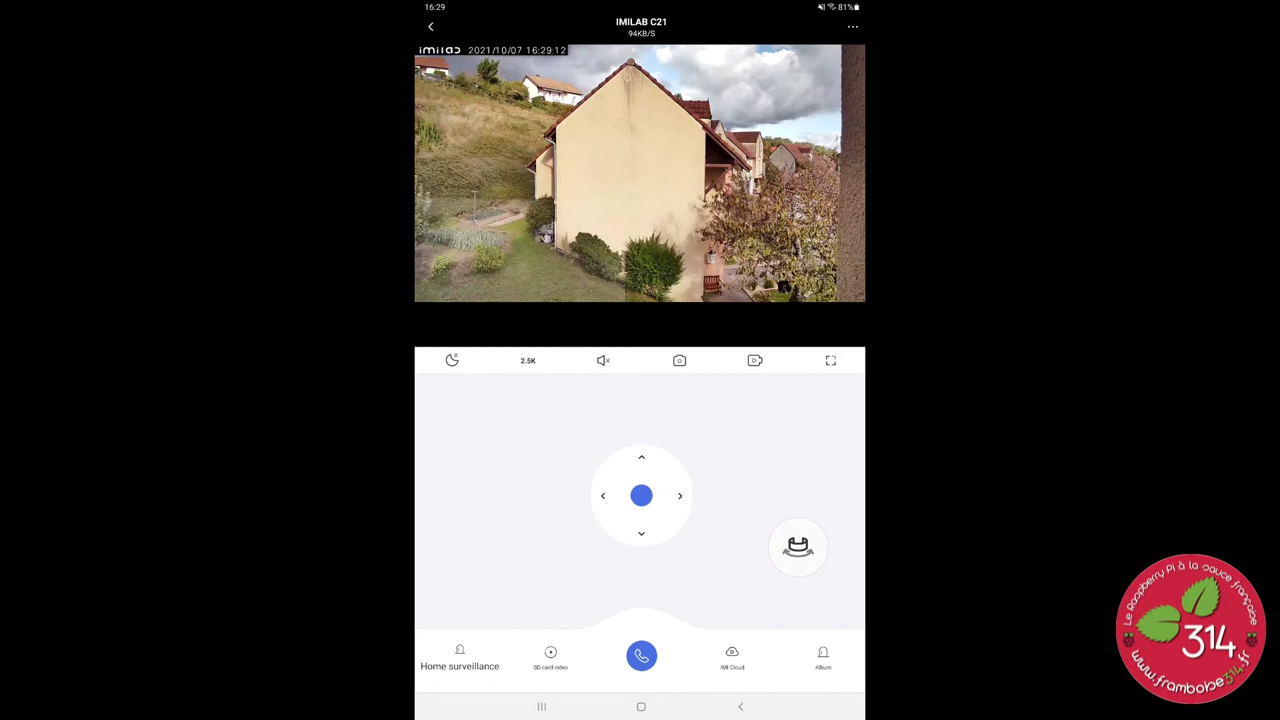 16:29
81%
IMILAB C21
94KB/S
imilab 2021/10/07 16:29:12
2.5K
Home surveillance
SD card video
IMI Cloud
Album
Le Raspberry Pi à la sauce française
314
www.framboise314.fr